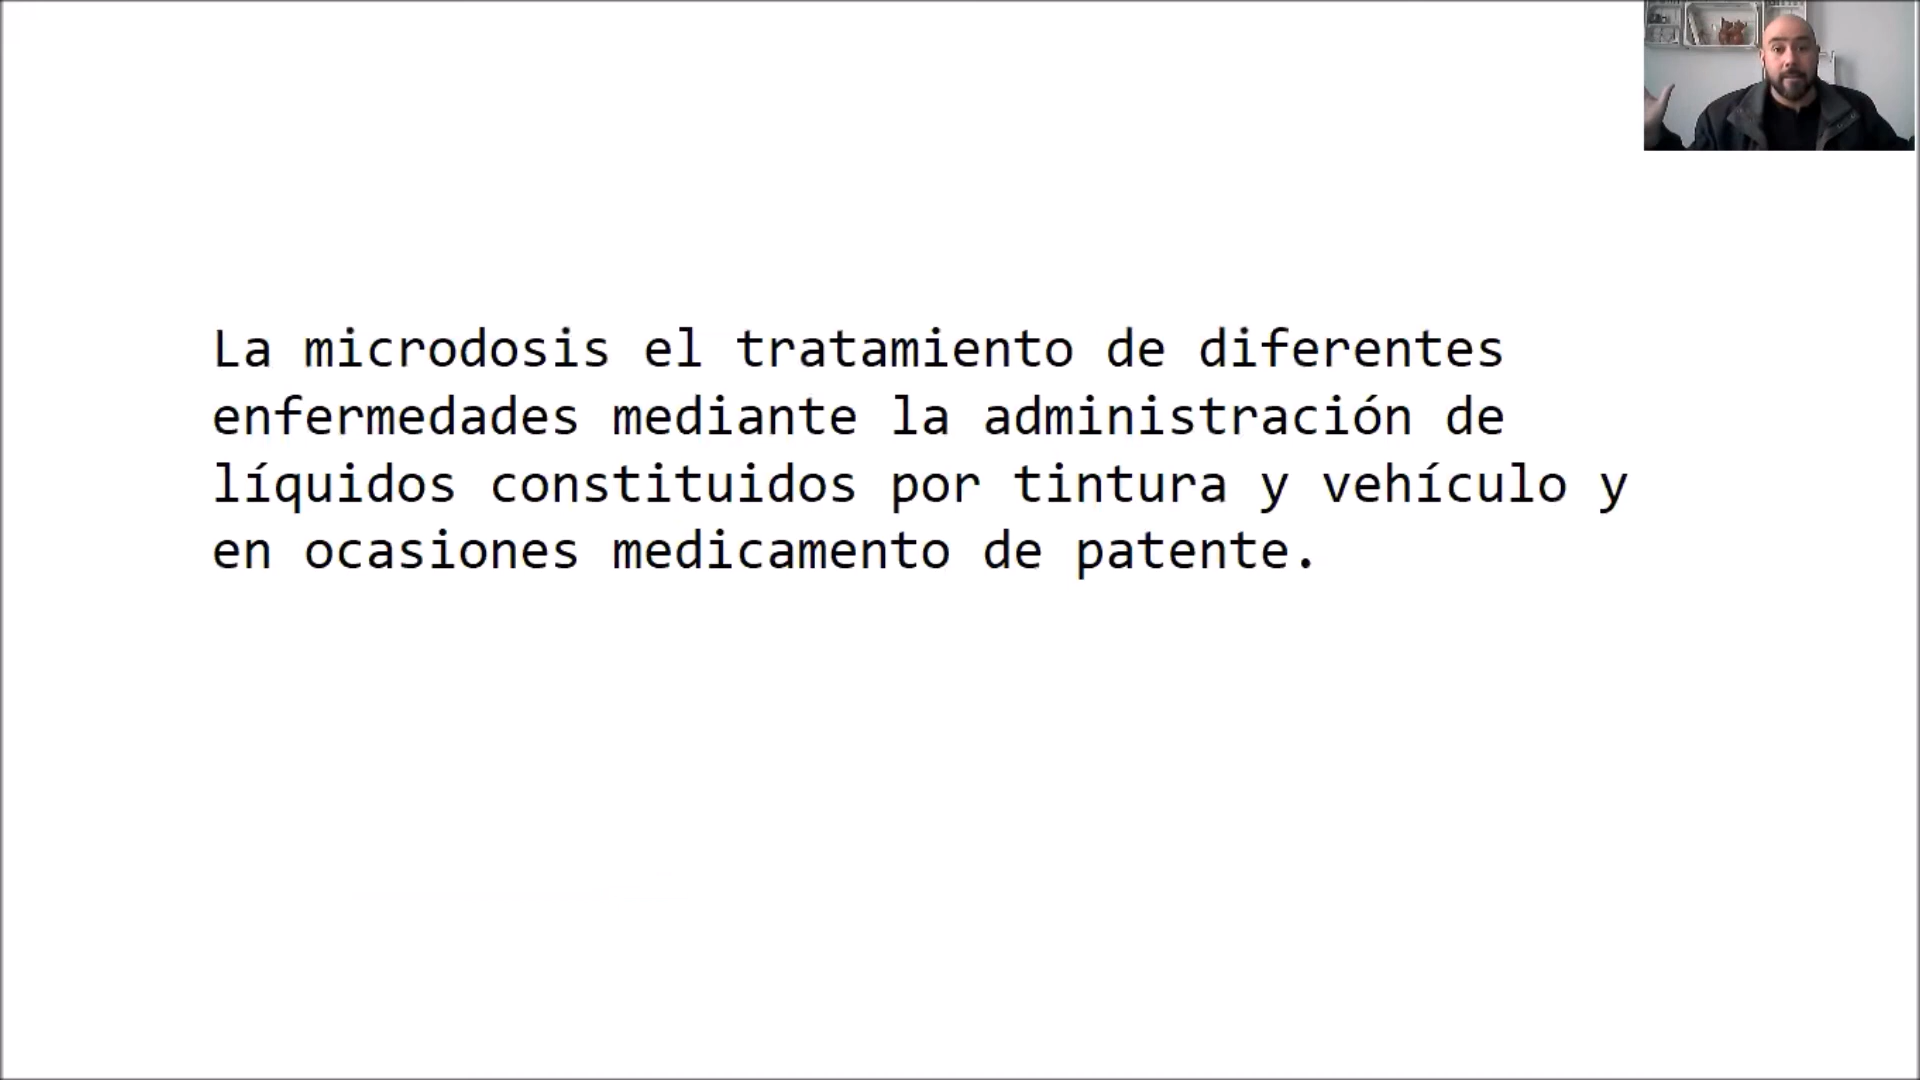 La microdosis el tratamiento de diferentes
enfermedades mediante la administración de
líquidos constituidos por tintura y vehículo y
en ocasiones medicamento de patente.